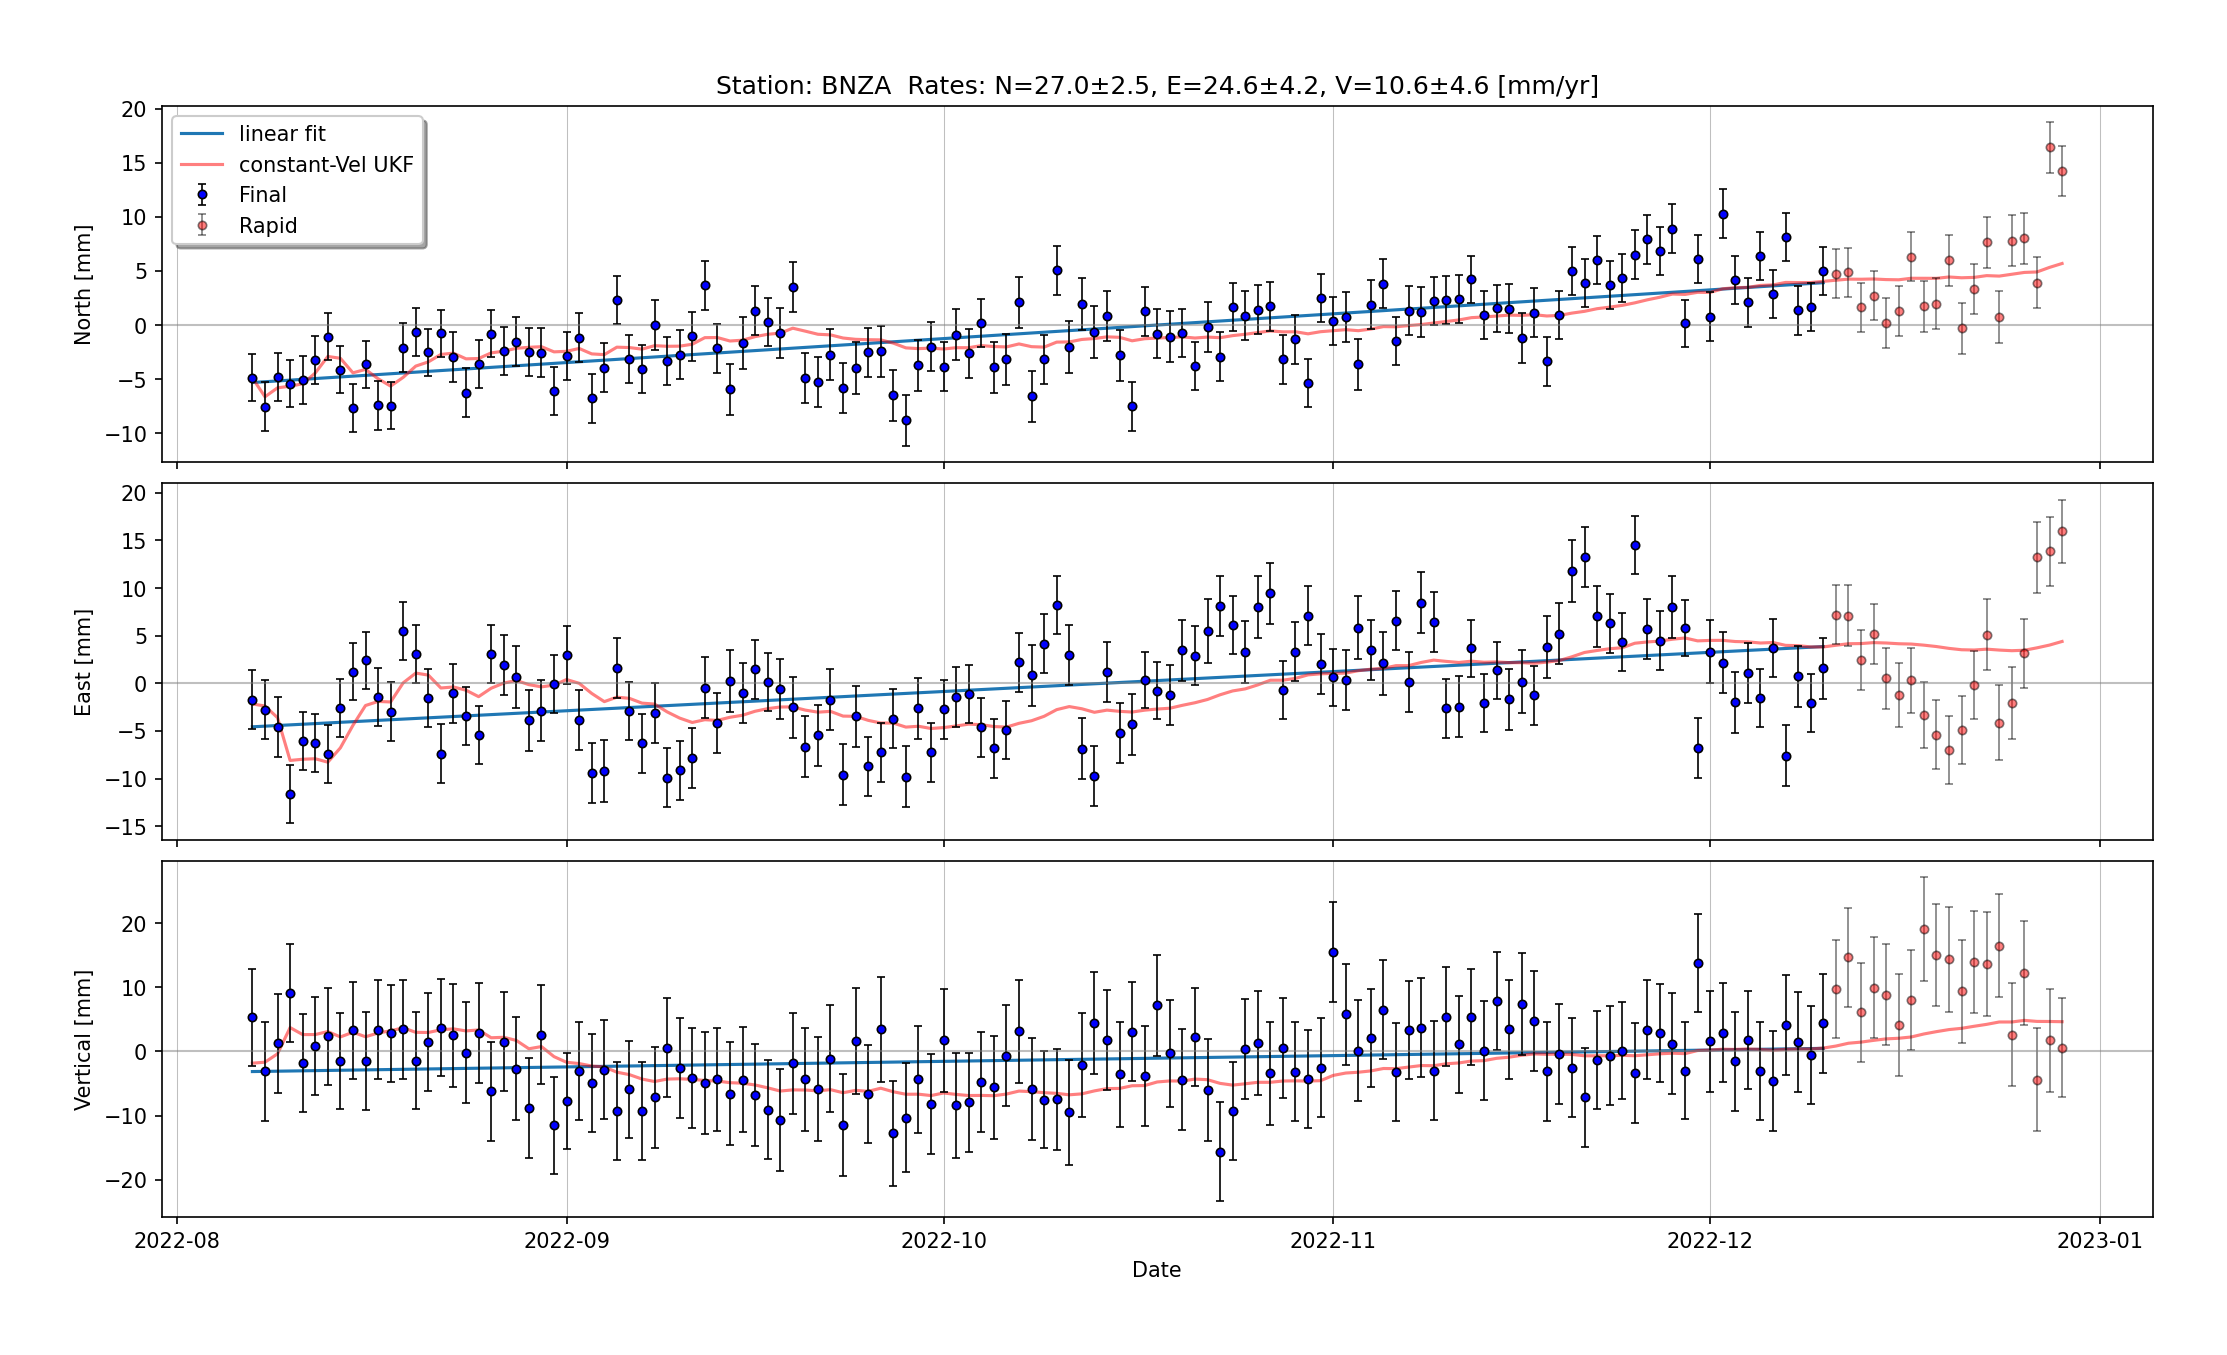 Station: BNZA  Rates: N=27.0±2.5, E=24.6±4.2, V=10.6±4.6 [mm/yr]
linear fit
constant-Vel UKF
Final
Rapid
North [mm]
20
15
10
5
0
−5
−10
East [mm]
20
15
10
5
0
−5
−10
−15
Vertical [mm]
20
10
0
−10
−20
2022-08 2022-09 2022-10 2022-11 2022-12 2023-01
Date